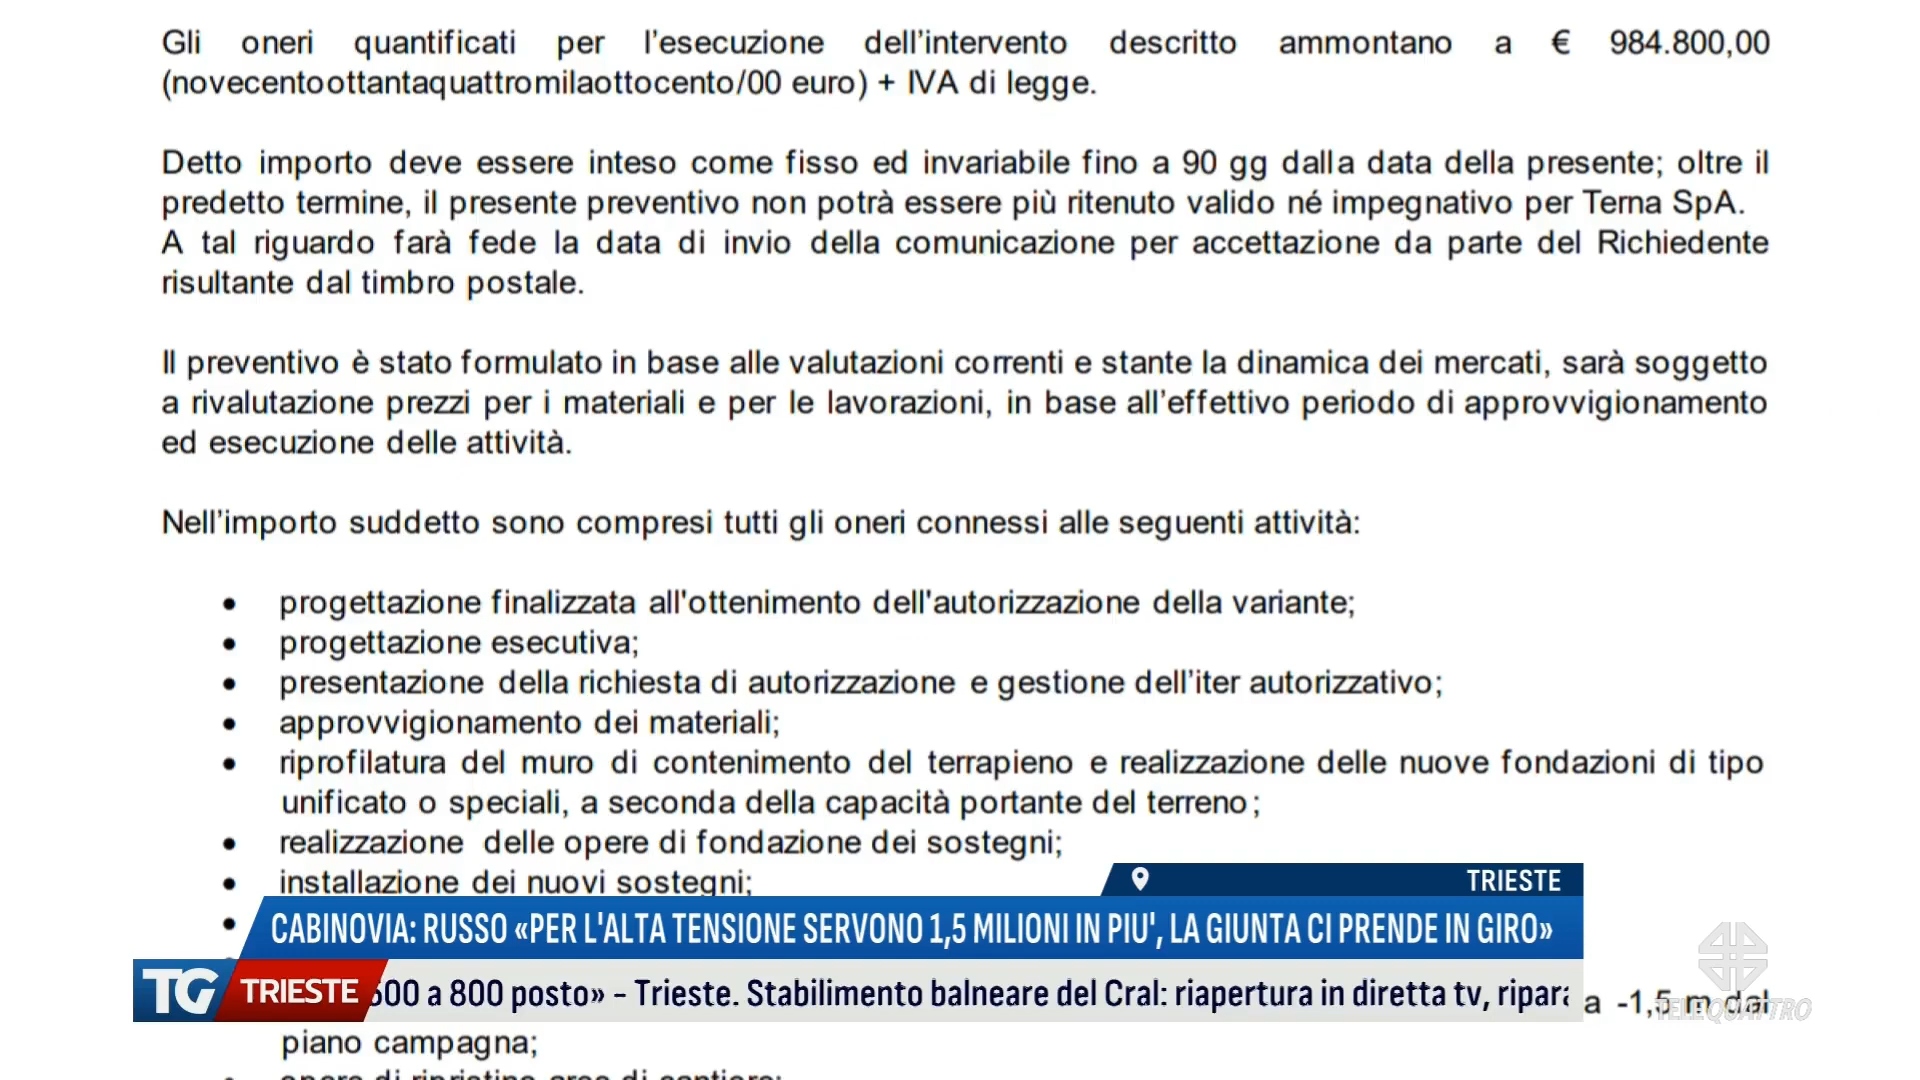 Gli oneri quantificati per l’esecuzione dell’intervento descritto ammontano a € 984.800,00
(novecentoottantaquattromilaottocento/00 euro) + IVA di legge.
Detto importo deve essere inteso come fisso ed invariabile fino a 90 gg dalla data della presente; oltre il
predetto termine, il presente preventivo non potrà essere più ritenuto valido né impegnativo per Terna SpA.
A tal riguardo farà fede la data di invio della comunicazione per accettazione da parte del Richiedente
risultante dal timbro postale.
Il preventivo è stato formulato in base alle valutazioni correnti e stante la dinamica dei mercati, sarà soggetto
a rivalutazione prezzi per i materiali e per le lavorazioni, in base all’effettivo periodo di approvvigionamento
ed esecuzione delle attività.
Nell’importo suddetto sono compresi tutti gli oneri connessi alle seguenti attività:
• progettazione finalizzata all'ottenimento dell'autorizzazione della variante;
• progettazione esecutiva;
• presentazione della richiesta di autorizzazione e gestione dell’iter autorizzativo;
• approvvigionamento dei materiali;
• riprofilatura del muro di contenimento del terrapieno e realizzazione delle nuove fondazioni di tipo
unificato o speciali, a seconda della capacità portante del terreno;
• realizzazione delle opere di fondazione dei sostegni;
• installazione dei nuovi sostegni;
TRIESTE
CABINOVIA: RUSSO «PER L'ALTA TENSIONE SERVONO 1,5 MILIONI IN PIU', LA GIUNTA CI PRENDE IN GIRO»
TG TRIESTE
600 a 800 posto» – Trieste. Stabilimento balneare del Cral: riapertura in diretta tv, ripara
a -1,5 m dal
TELEQUATTRO
piano campagna;
opere di ripristino aree di cantiere;